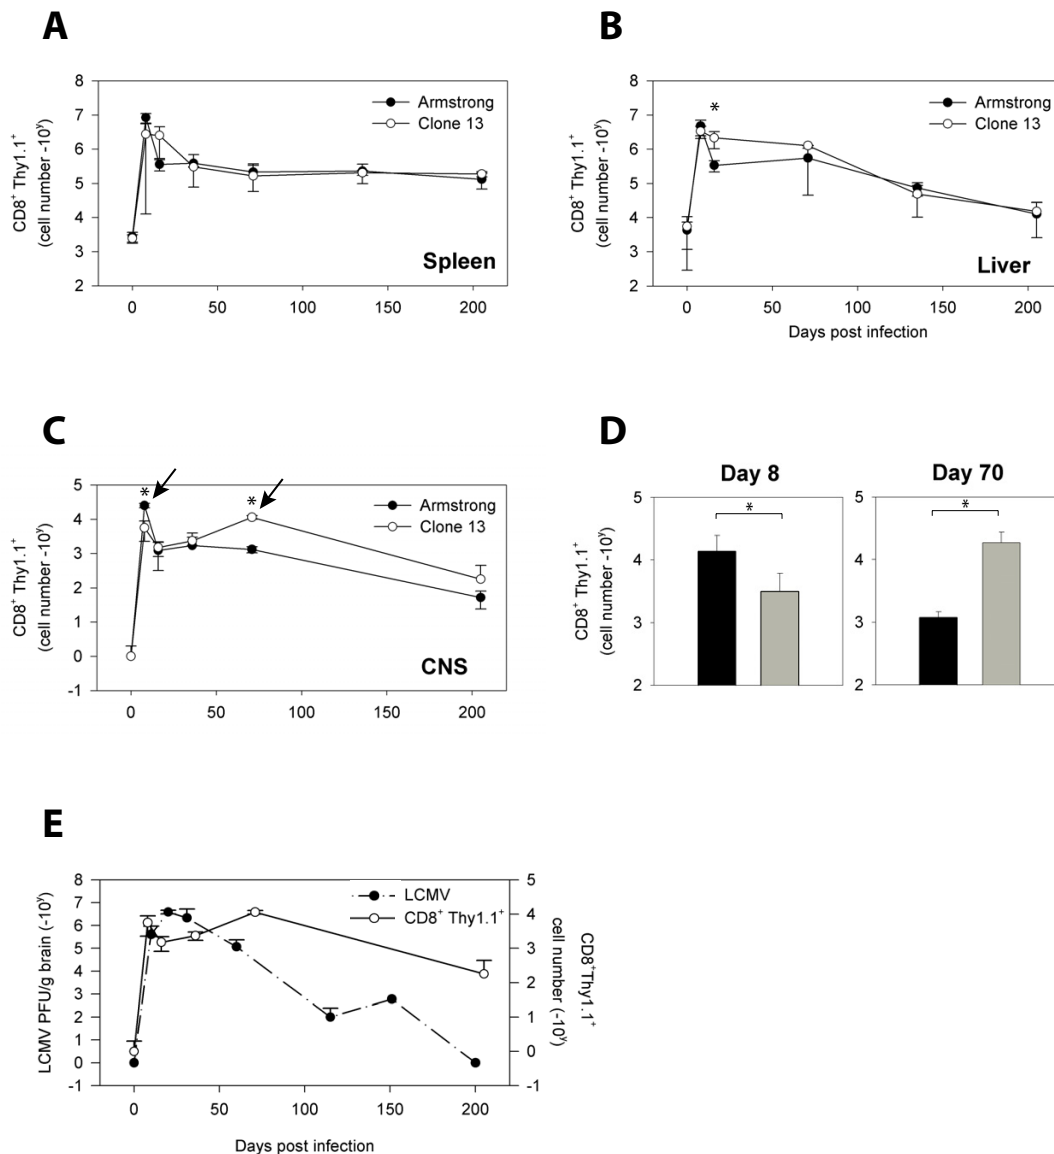 A
8
7
6
5
4
3
2
CD8⁺ Thy1.1⁺
(cell number -10ʸ)
Armstrong
Clone 13
Spleen
0 50 100 150 200
B
*
8
7
6
5
4
3
2
CD8⁺ Thy1.1⁺
(cell number -10ʸ)
Armstrong
Clone 13
Liver
0 50 100 150 200
Days post infection
C
* *
5
4
3
2
1
0
-1
CD8⁺ Thy1.1⁺
(cell number -10ʸ)
Armstrong
Clone 13
CNS
0 50 100 150 200
D
Day 8
*
5
4
3
2
CD8⁺ Thy1.1⁺
(cell number -10ʸ)
Day 70
*
5
4
3
2
E
8
7
6
5
4
3
2
1
0
-1
LCMV PFU/g brain (-10ʸ)
LCMV
CD8⁺ Thy1.1⁺
5
4
3
2
1
0
-1
CD8⁺Thy1.1⁺
cell number (-10ʸ)
0 50 100 150 200
Days post infection